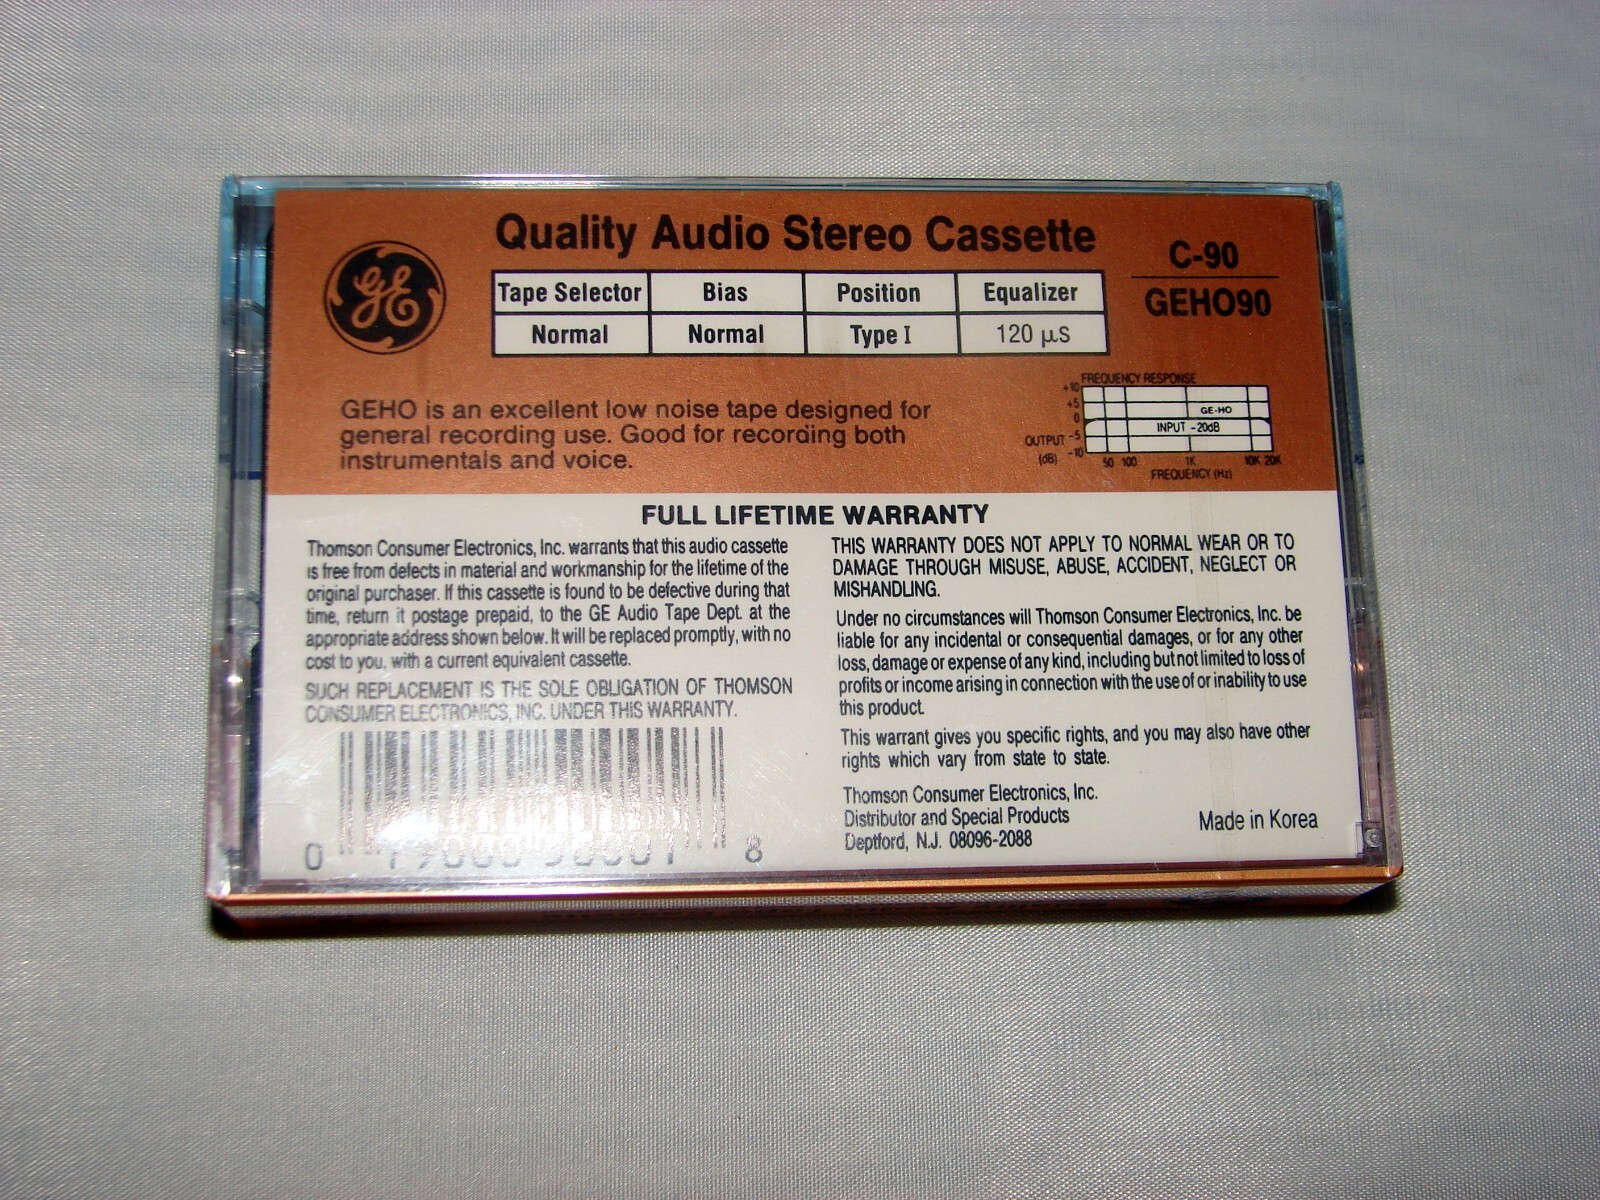 Quality Audio Stereo Cassette
C-90
GEHO90
GE
Tape Selector Bias Position Equalizer
Normal Normal Type I 120 µs
GEHO is an excellent low noise tape designed for
general recording use. Good for recording both
instrumentals and voice.
FREQUENCY RESPONSE
+10
+5
0
-5
-10
OUTPUT
(dB)
GE-HO
INPUT -20dB
50 100 1K 10K 20K
FREQUENCY (Hz)
FULL LIFETIME WARRANTY
Thomson Consumer Electronics, Inc. warrants that this audio cassette
is free from defects in material and workmanship for the lifetime of the
original purchaser. If this cassette is found to be defective during that
time, return it postage prepaid, to the GE Audio Tape Dept. at the
appropriate address shown below. It will be replaced promptly, with no
cost to you, with a current equivalent cassette.
SUCH REPLACEMENT IS THE SOLE OBLIGATION OF THOMSON
CONSUMER ELECTRONICS, INC. UNDER THIS WARRANTY.
0 8
THIS WARRANTY DOES NOT APPLY TO NORMAL WEAR OR TO
DAMAGE THROUGH MISUSE, ABUSE, ACCIDENT, NEGLECT OR
MISHANDLING.
Under no circumstances will Thomson Consumer Electronics, Inc. be
liable for any incidental or consequential damages, or for any other
loss, damage or expense of any kind, including but not limited to loss of
profits or income arising in connection with the use of or inability to use
this product.
This warrant gives you specific rights, and you may also have other
rights which vary from state to state.
Thomson Consumer Electronics, Inc.
Distributor and Special Products
Deptford, N.J. 08096-2088
Made in Korea